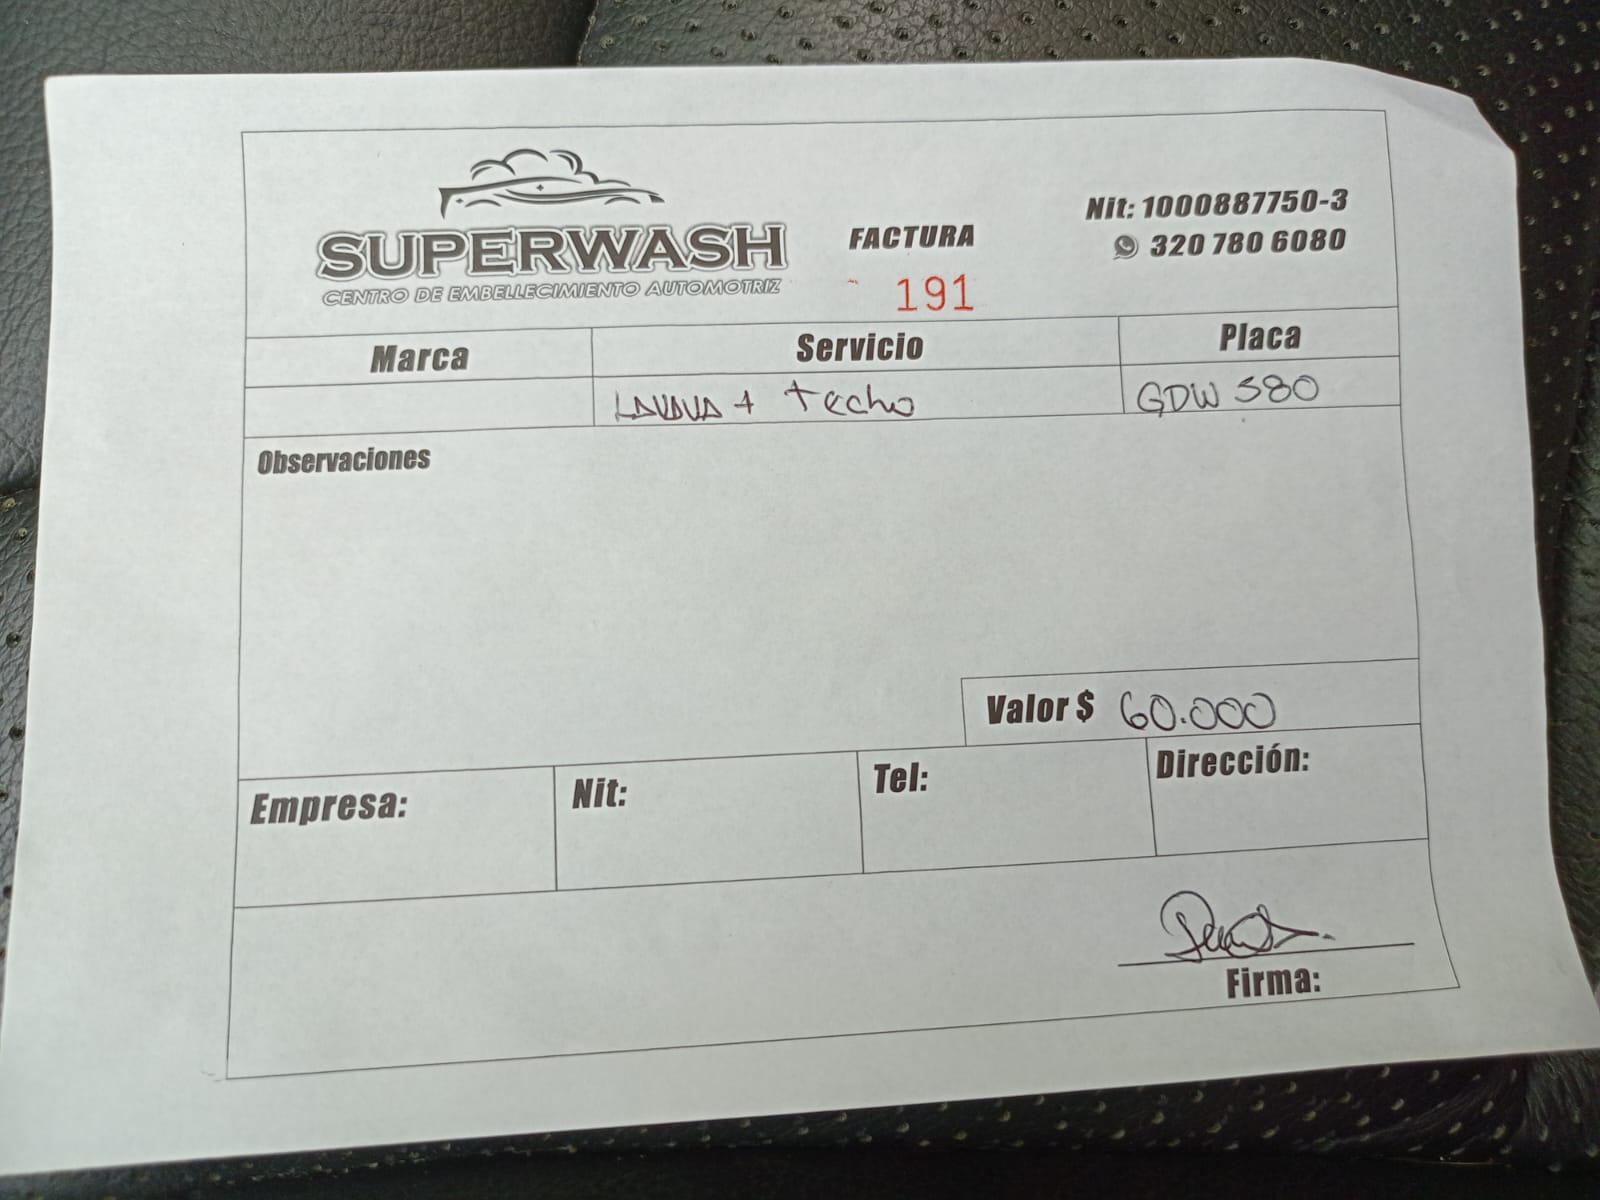 SUPERWASH
CENTRO DE EMBELLECIMIENTO AUTOMOTRIZ
FACTURA
191
Nit: 1000887750-3
320 780 6080
Marca Servicio Placa
LAVAVA + techo GDW 580
Observaciones
Valor $ 60.000
Empresa: Nit: Tel: Dirección:
Firma: